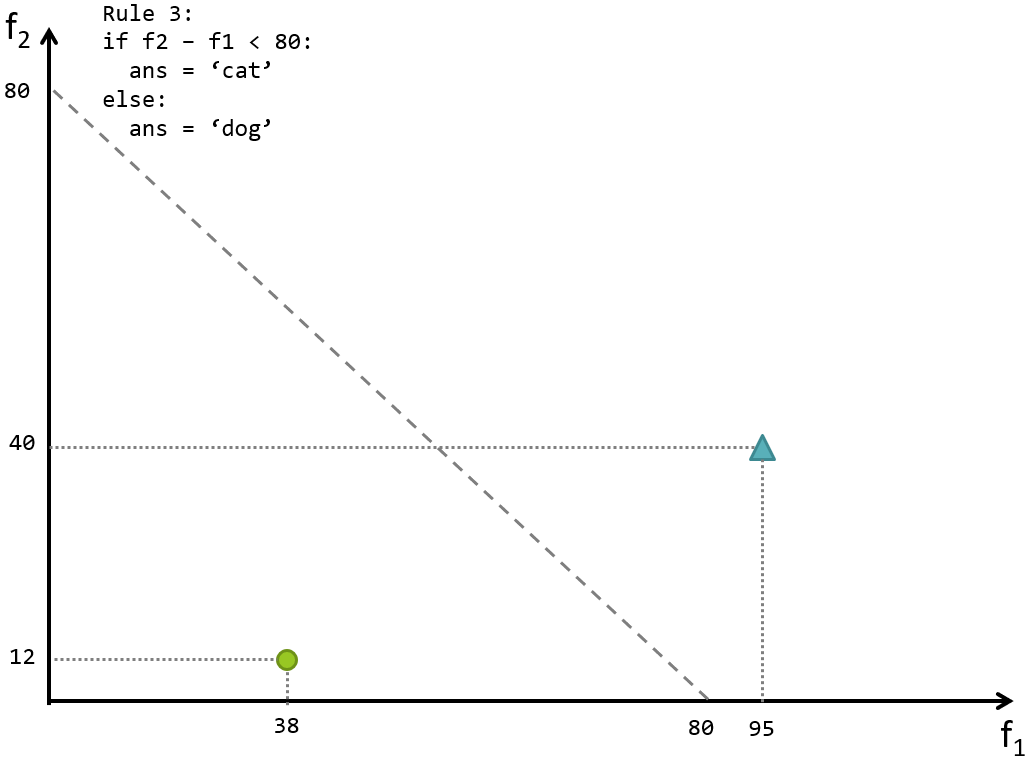 Rule 3:
if f2 – f1 < 80:
  ans = ‘cat’
else:
  ans = ‘dog’
f2
80
40
12
38
80
95
f1